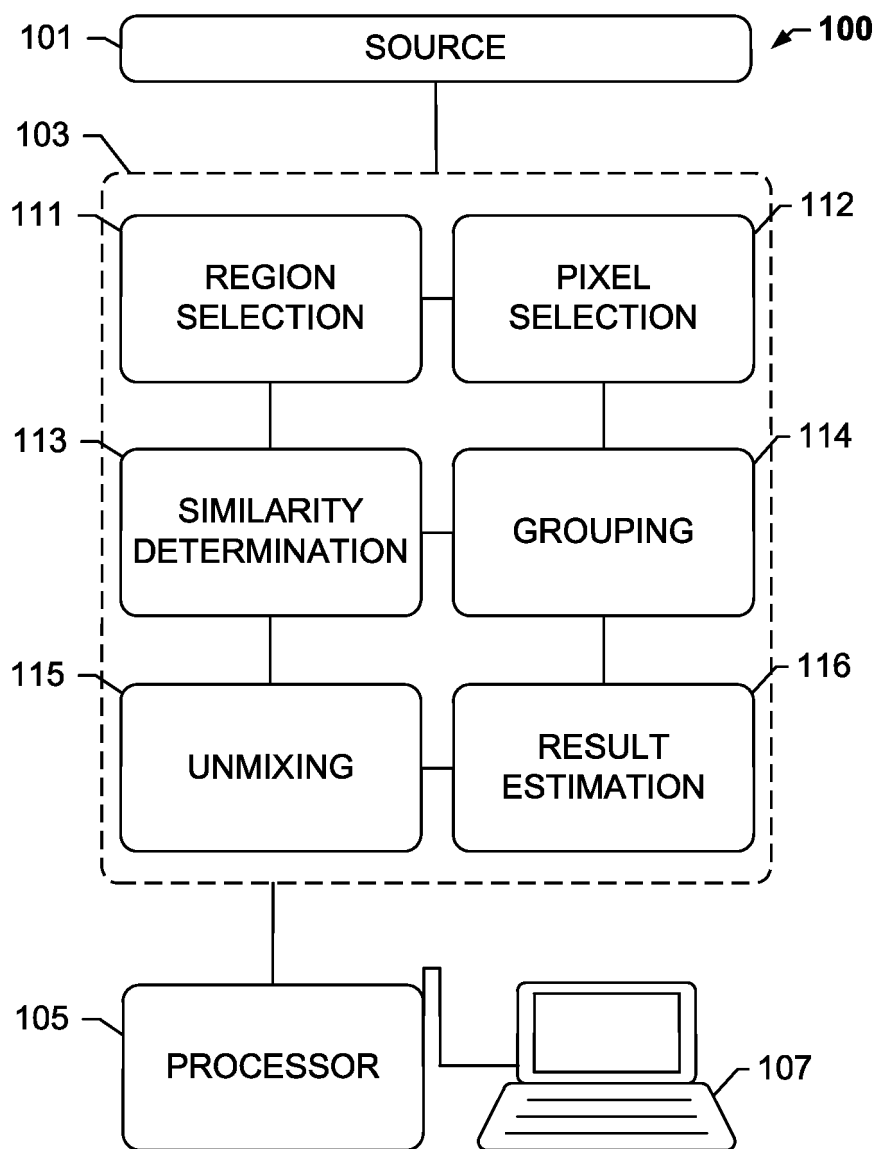 101
SOURCE
100
103
111
REGION
SELECTION
PIXEL
SELECTION
112
113
SIMILARITY
DETERMINATION
GROUPING
114
115
UNMIXING
RESULT
ESTIMATION
116
105
PROCESSOR
107